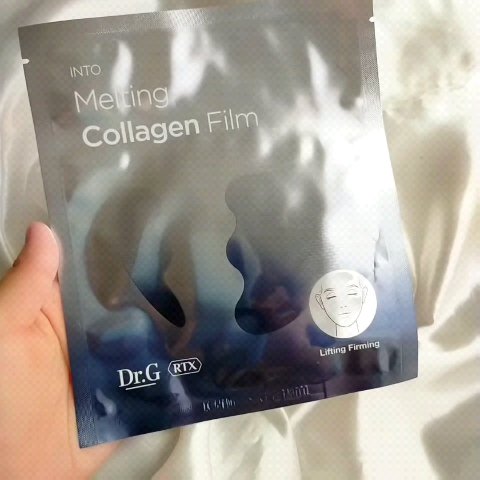 INTO
Melting
Collagen Film
Lifting Firming
Dr.G RTX